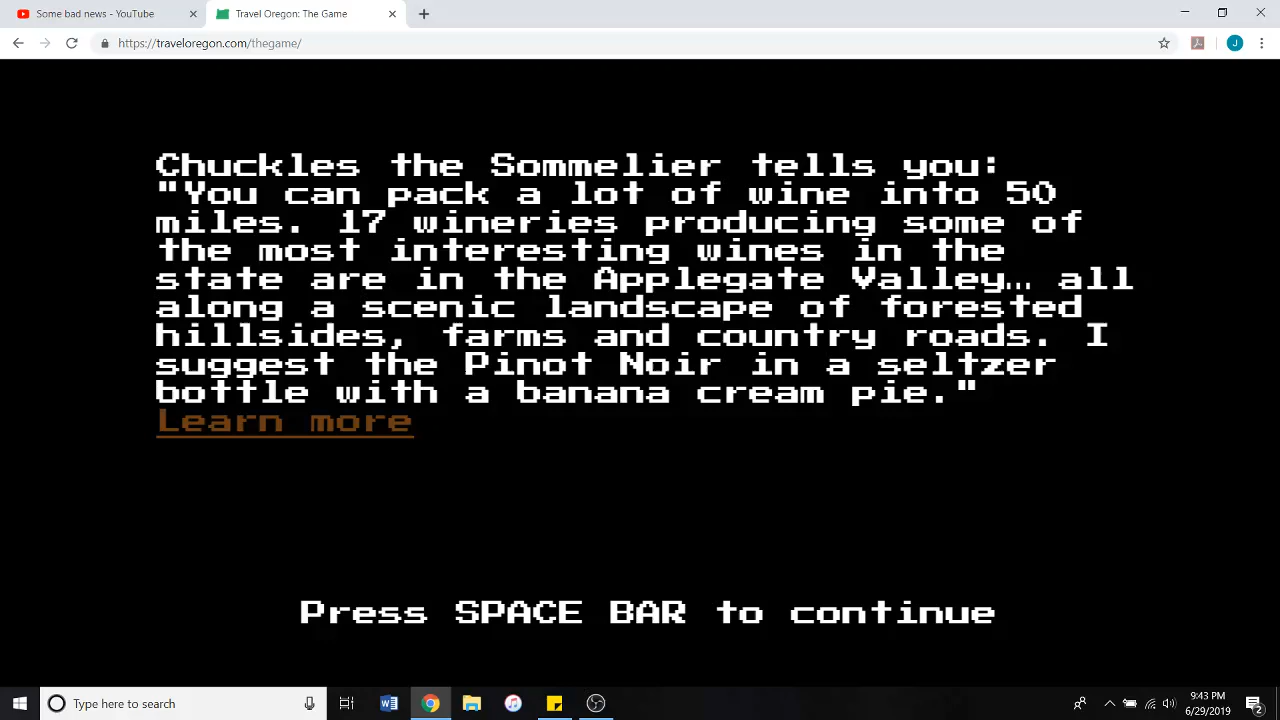 Some bad news - YouTube
Travel Oregon: The Game
https://traveloregon.com/thegame/
J
Chuckles the Sommelier tells you:
"You can pack a lot of wine into 50
miles. 17 wineries producing some of
the most interesting wines in the
state are in the Applegate Valley… all
along a scenic landscape of forested
hillsides, farms and country roads. I
suggest the Pinot Noir in a seltzer
bottle with a banana cream pie."
Learn more
Press SPACE BAR to continue
Type here to search
9:43 PM
6/29/2019
2